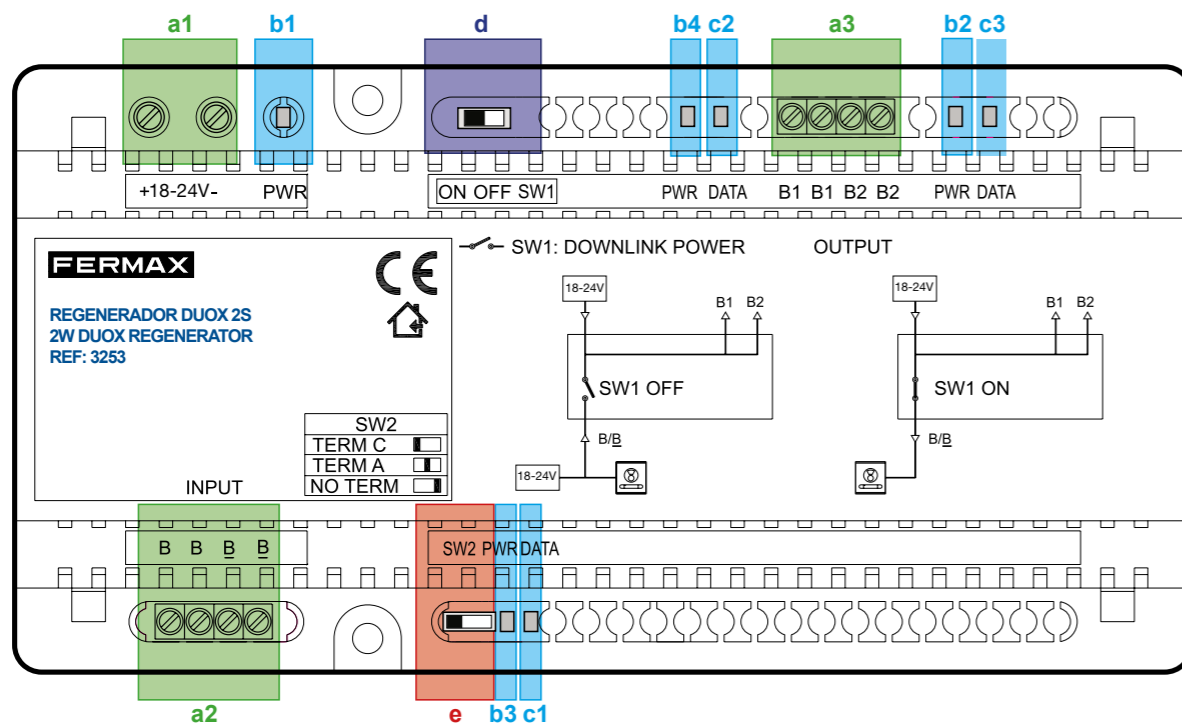 a1 b1 d b4 c2 a3 b2 c3
+18-24V- PWR ON OFF SW1 PWR DATA B1 B1 B2 B2 PWR DATA
FERMAX
CE
REGENERADOR DUOX 2S
2W DUOX REGENERATOR
REF: 3253
SW2
TERM C
TERM A
NO TERM
INPUT
SW1: DOWNLINK POWER OUTPUT
18-24V B1 B2
SW1 OFF
B/B
18-24V
18-24V B1 B2
SW1 ON
B/B
B B B B SW2 PWR DATA
a2 e b3 c1